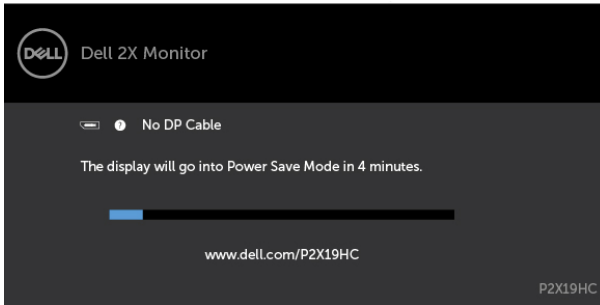 DELL
Dell 2X Monitor
? No DP Cable
The display will go into Power Save Mode in 4 minutes.
www.dell.com/P2X19HC
P2X19HC